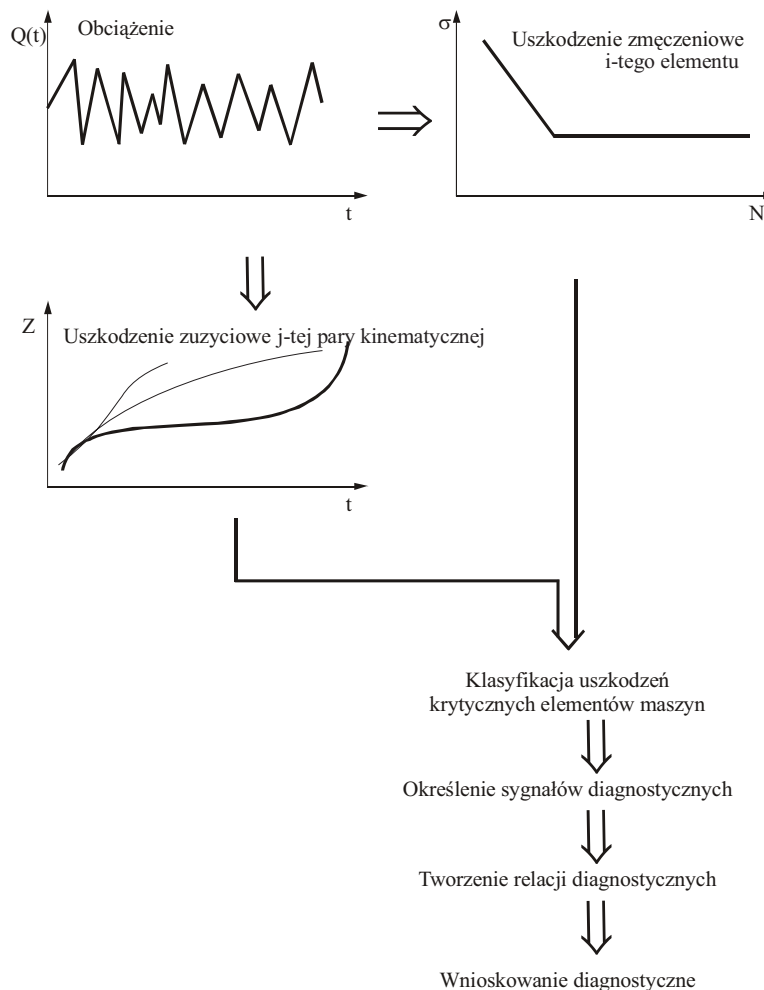 Q(t)
Obciążenie
t
σ
Uszkodzenie zmęczeniowe
i-tego elementu
N
Z
Uszkodzenie zuzyciowe j-tej pary kinematycznej
t
Klasyfikacja uszkodzeń
krytycznych elementów maszyn
Określenie sygnałów diagnostycznych
Tworzenie relacji diagnostycznych
Wnioskowanie diagnostyczne